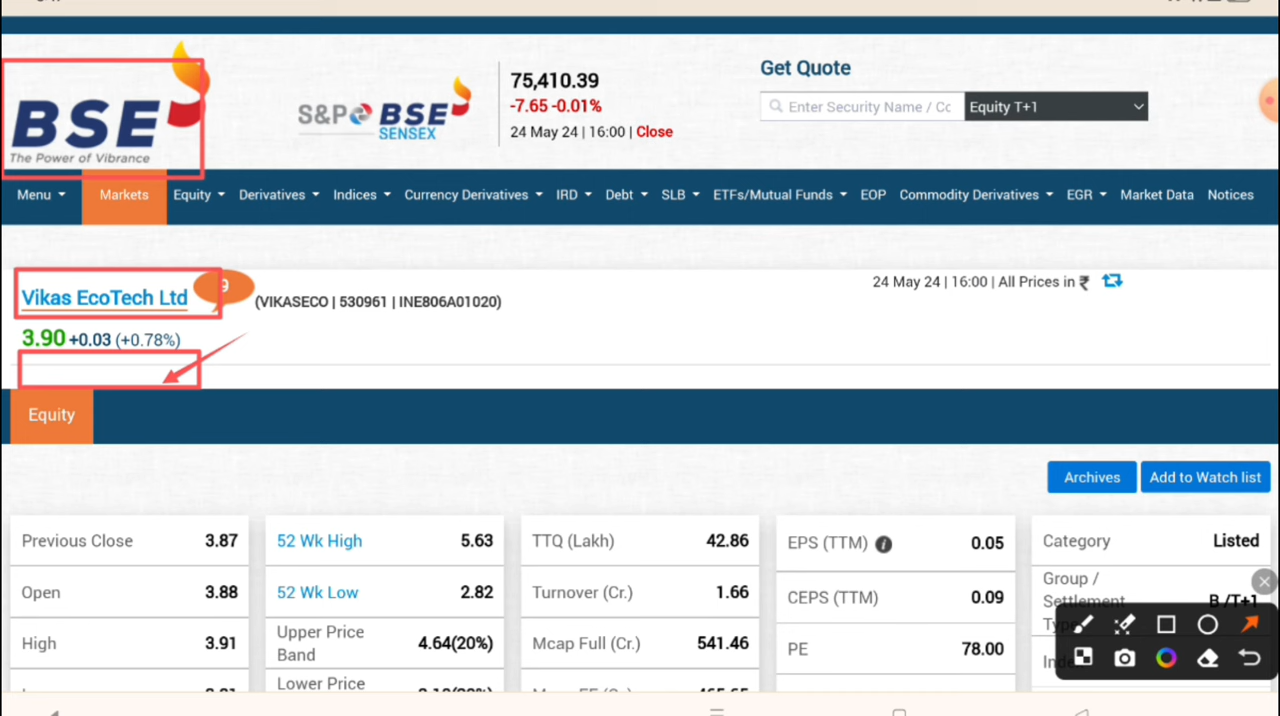 BSE
The Power of Vibrance
S&P BSE
SENSEX
75,410.39
-7.65 -0.01%
24 May 24 | 16:00 | Close
Get Quote
Enter Security Name / Cc
Equity T+1
Menu Markets Equity Derivatives Indices Currency Derivatives IRD Debt SLB ETFs/Mutual Funds EOP Commodity Derivatives EGR Market Data Notices
Vikas EcoTech Ltd
9
(VIKASECO | 530961 | INE806A01020)
24 May 24 | 16:00 | All Prices in ₹
3.90 +0.03 (+0.78%)
Equity
Archives
Add to Watch list
Previous Close 3.87
Open 3.88
High 3.91
52 Wk High 5.63
52 Wk Low 2.82
Upper Price
Band 4.64(20%)
Lower Price
TTQ (Lakh) 42.86
Turnover (Cr.) 1.66
Mcap Full (Cr.) 541.46
EPS (TTM) 0.05
CEPS (TTM) 0.09
PE 78.00
Category Listed
Group /
Settlement B /T+1